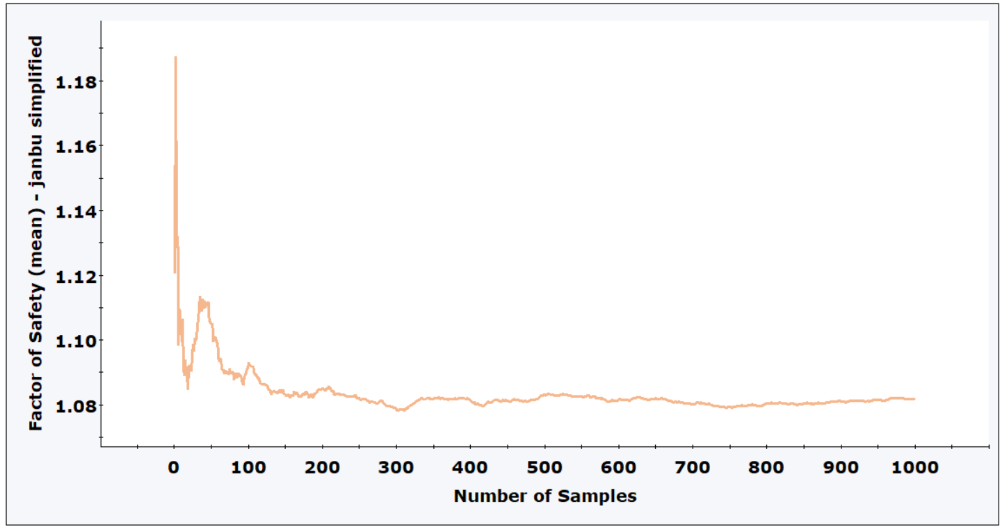 Factor of Safety (mean) - janbu simplified
1.18
1.16
1.14
1.12
1.10
1.08
0 100 200 300 400 500 600 700 800 900 1000
Number of Samples